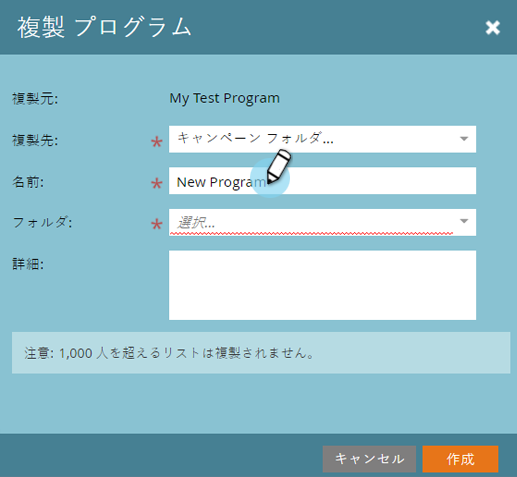 複製 プログラム
複製元: My Test Program
複製先: * キャンペーン フォルダ...
名前: * New Program
フォルダ: * 選択...
詳細:
注意: 1,000 人を超えるリストは複製されません。
キャンセル 作成